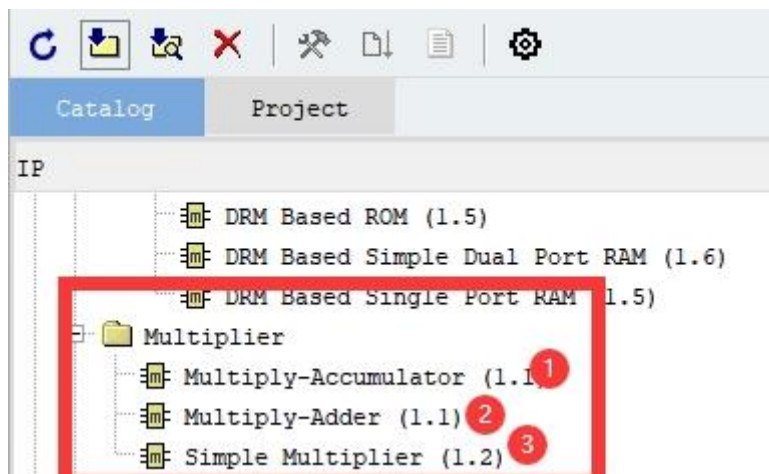 Catalog Project
IP
DRM Based ROM (1.5)
DRM Based Simple Dual Port RAM (1.6)
DRM Based Single Port RAM (1.5)
Multiplier
Multiply-Accumulator (1.1) 1
Multiply-Adder (1.1) 2
Simple Multiplier (1.2) 3